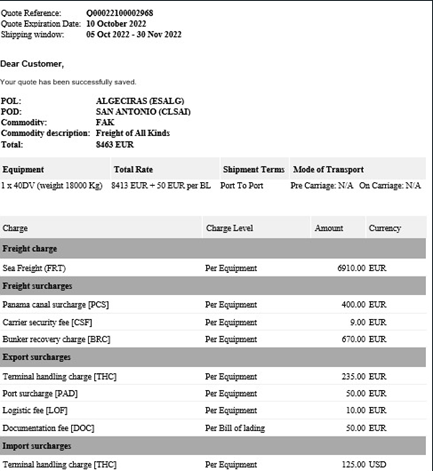 Quote Reference: Q00022100002968
Quote Expiration Date: 10 October 2022
Shipping window: 05 Oct 2022 - 30 Nov 2022
Dear Customer,
Your quote has been successfully saved.
POL: ALGECIRAS (ESALG)
POD: SAN ANTONIO (CLSAI)
Commodity: FAK
Commodity description: Freight of All Kinds
Total: 8463 EUR
Equipment Total Rate Shipment Terms Mode of Transport
1 x 40DV (weight 18000 Kg) 8413 EUR + 50 EUR per BL Port To Port Pre Carriage: N/A On Carriage: N/A
Charge Charge Level Amount Currency
Freight charge
Sea Freight (FRT) Per Equipment 6910.00 EUR
Freight surcharges
Panama canal surcharge [PCS] Per Equipment 400.00 EUR
Carrier security fee [CSF] Per Equipment 9.00 EUR
Bunker recovery charge [BRC] Per Equipment 670.00 EUR
Export surcharges
Terminal handling charge [THC] Per Equipment 235.00 EUR
Port surcharge [PAD] Per Equipment 50.00 EUR
Logistic fee [LOF] Per Equipment 10.00 EUR
Documentation fee [DOC] Per Bill of lading 50.00 EUR
Import surcharges
Terminal handling charge [THC] Per Equipment 125.00 USD